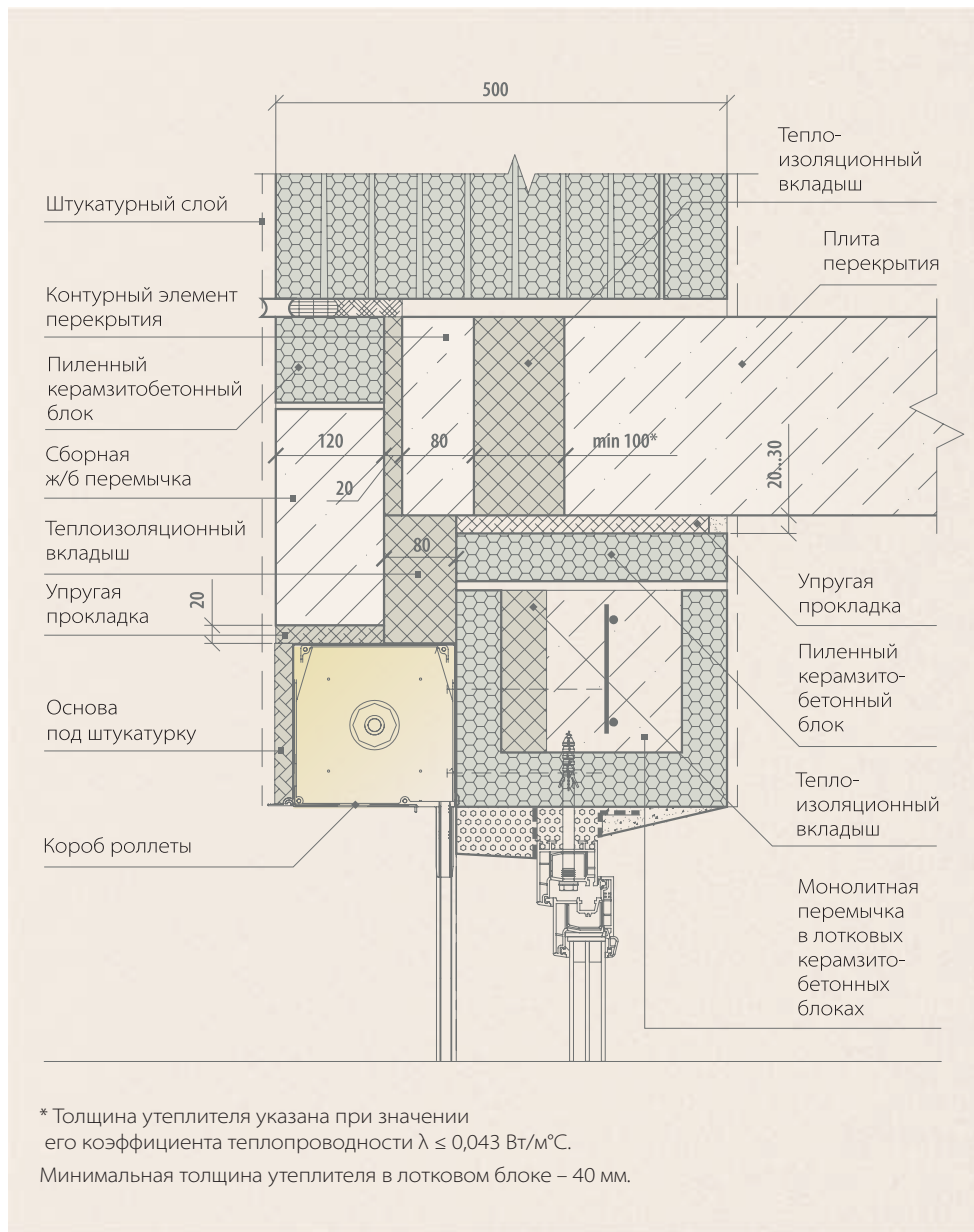 500
Штукатурный слой
Контурный элемент
перекрытия
Пиленный
керамзитобетонный
блок
Сборная
ж/б перемычка
Теплоизоляционный
вкладыш
Упругая
прокладка
Основа
под штукатурку
Короб роллеты
120
20
80
min 100*
20...30
80
20
Тепло-
изоляционный
вкладыш
Плита
перекрытия
Упругая
прокладка
Пиленный
керамзито-
бетонный
блок
Тепло-
изоляционный
вкладыш
Монолитная
перемычка
в лотковых
керамзито-
бетонных
блоках
* Толщина утеплителя указана при значении
его коэффициента теплопроводности λ ≤ 0,043 Вт/м°С.
Минимальная толщина утеплителя в лотковом блоке – 40 мм.